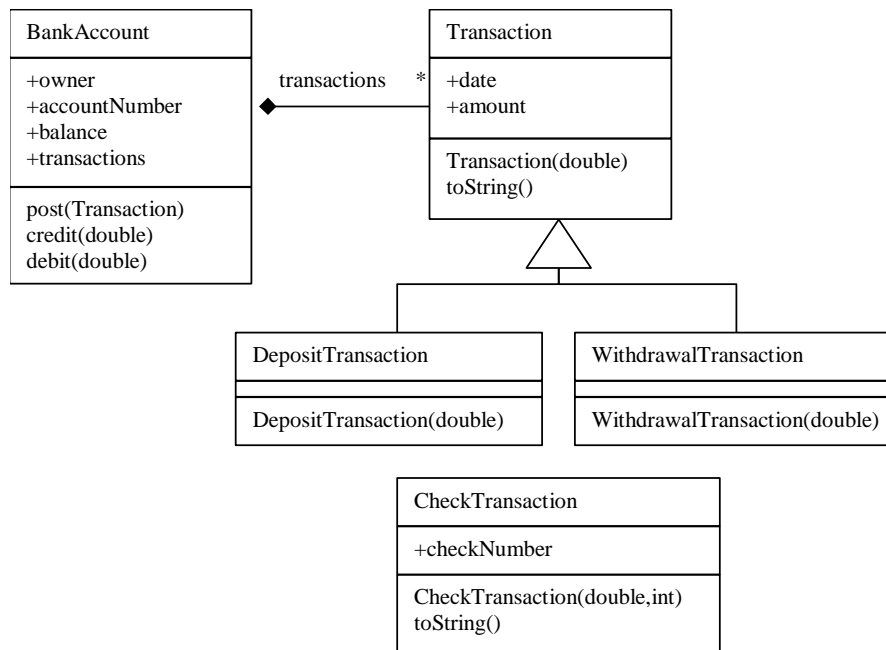 BankAccount
+owner
+accountNumber
+balance
+transactions
post(Transaction)
credit(double)
debit(double)
transactions *
Transaction
+date
+amount
Transaction(double)
toString()
DepositTransaction
DepositTransaction(double)
WithdrawalTransaction
WithdrawalTransaction(double)
CheckTransaction
+checkNumber
CheckTransaction(double,int)
toString()